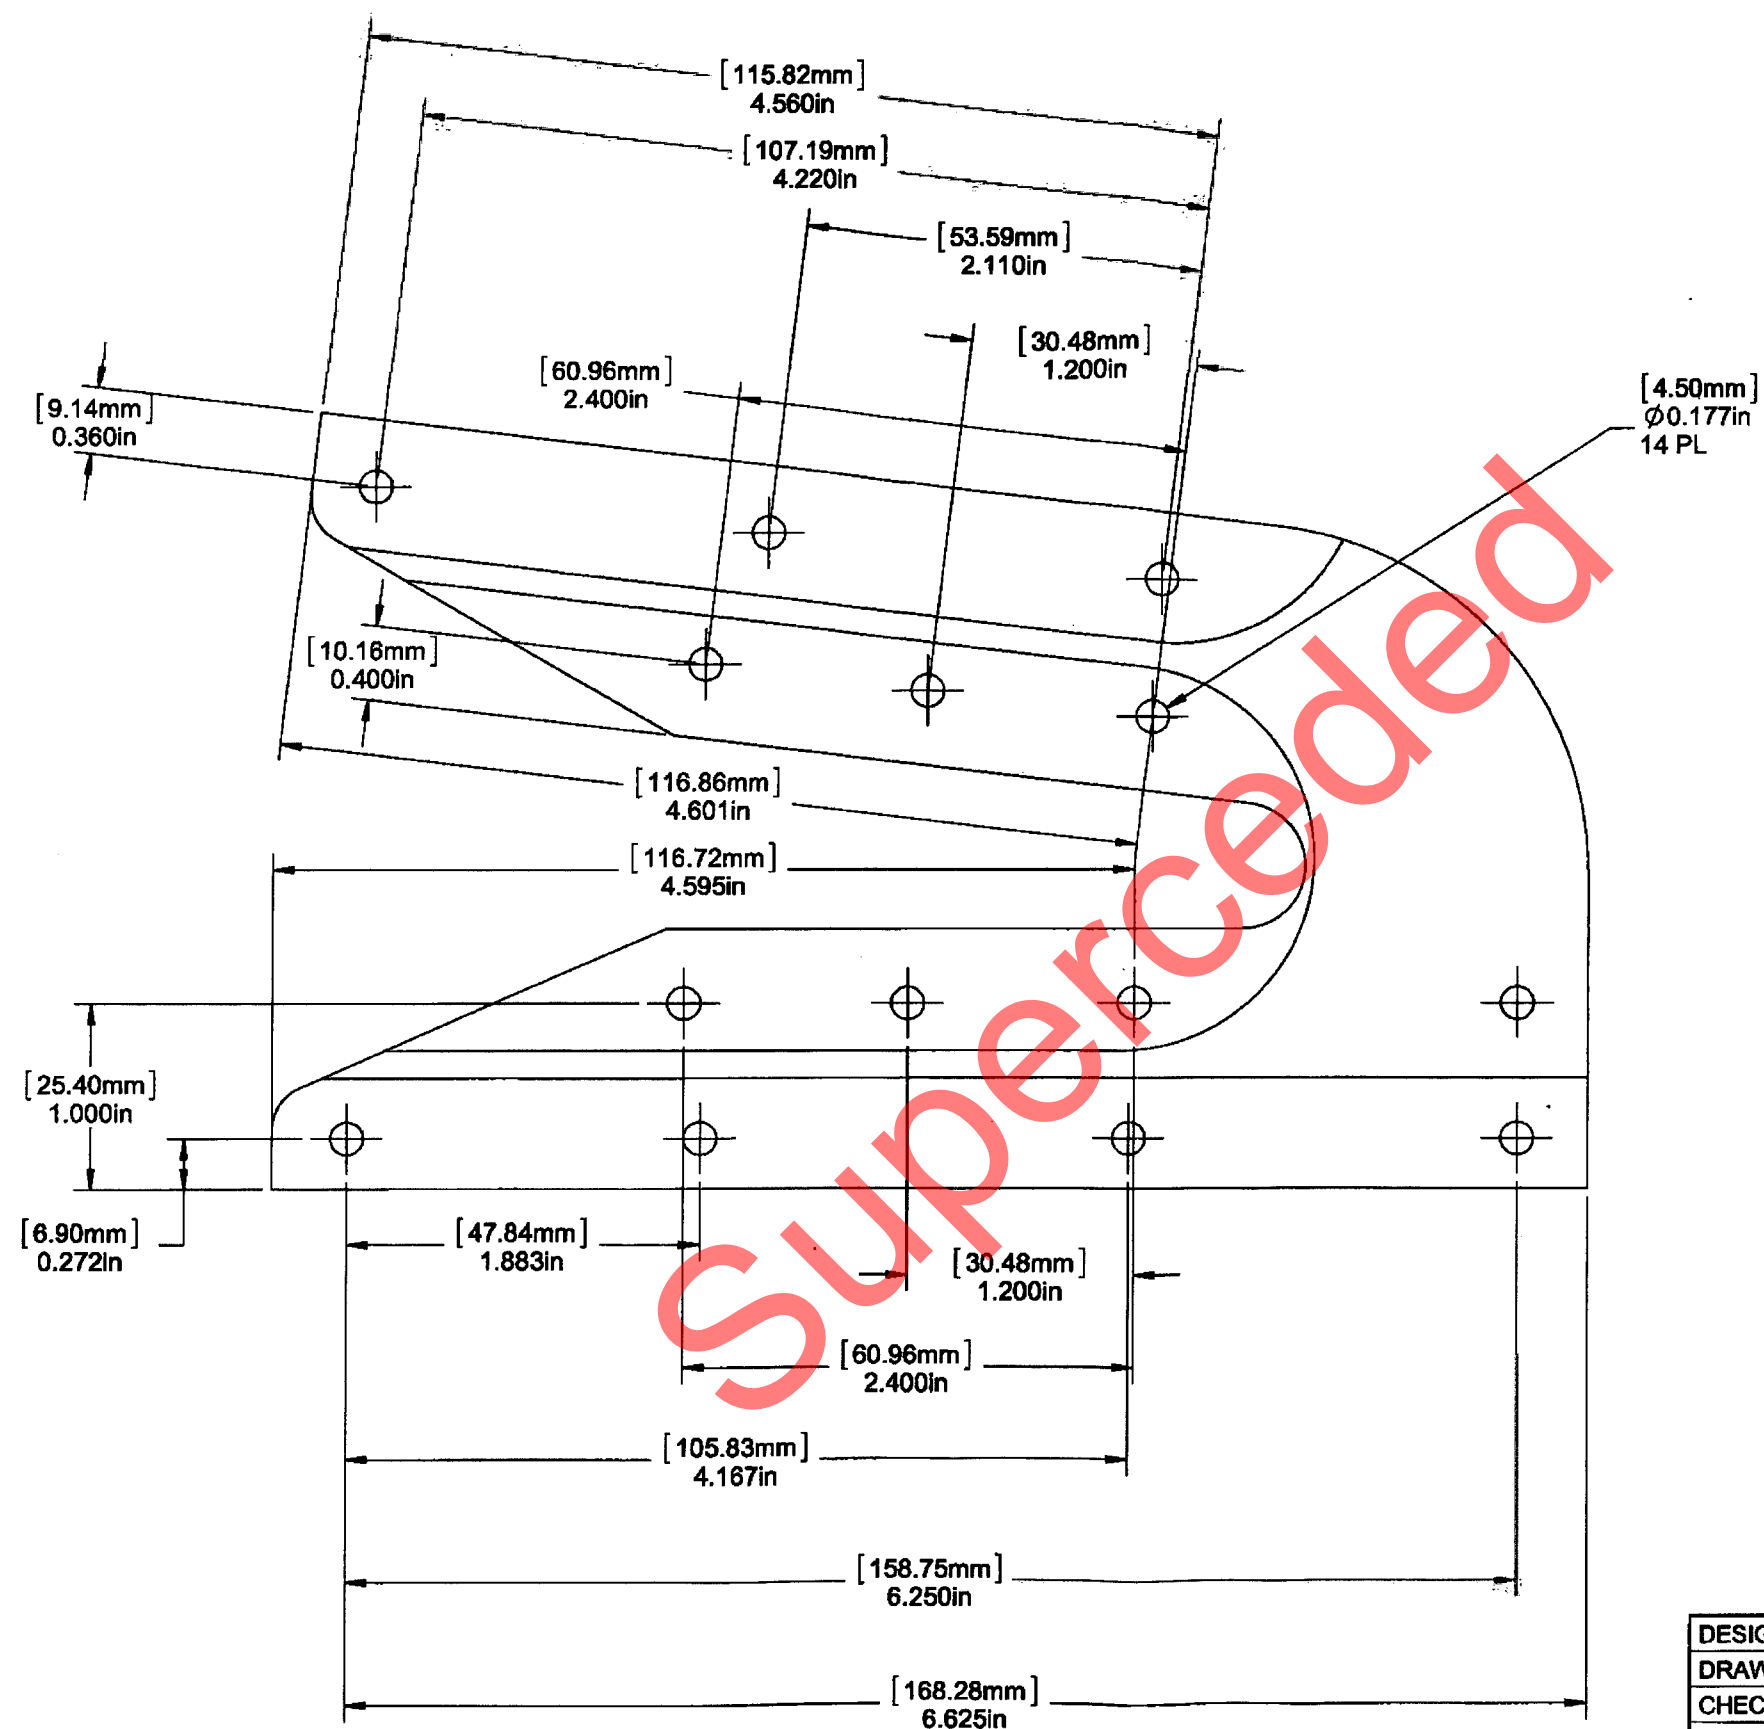 [115.82mm]
4.560in
[107.19mm]
4.220in
[53.59mm]
2.110in
[30.48mm]
1.200in
[60.96mm]
2.400in
[9.14mm]
0.360in
[4.50mm]
Ø0.177in
14 PL
[10.16mm]
0.400in
[116.86mm]
4.601in
[116.72mm]
4.595in
Superceded
[25.40mm]
1.000in
[6.90mm]
0.272in
[47.84mm]
1.883in
[30.48mm]
1.200in
[60.96mm]
2.400in
[105.83mm]
4.167in
[158.75mm]
6.250in
[168.28mm]
6.625in
DESIG
DRAW
CHEC